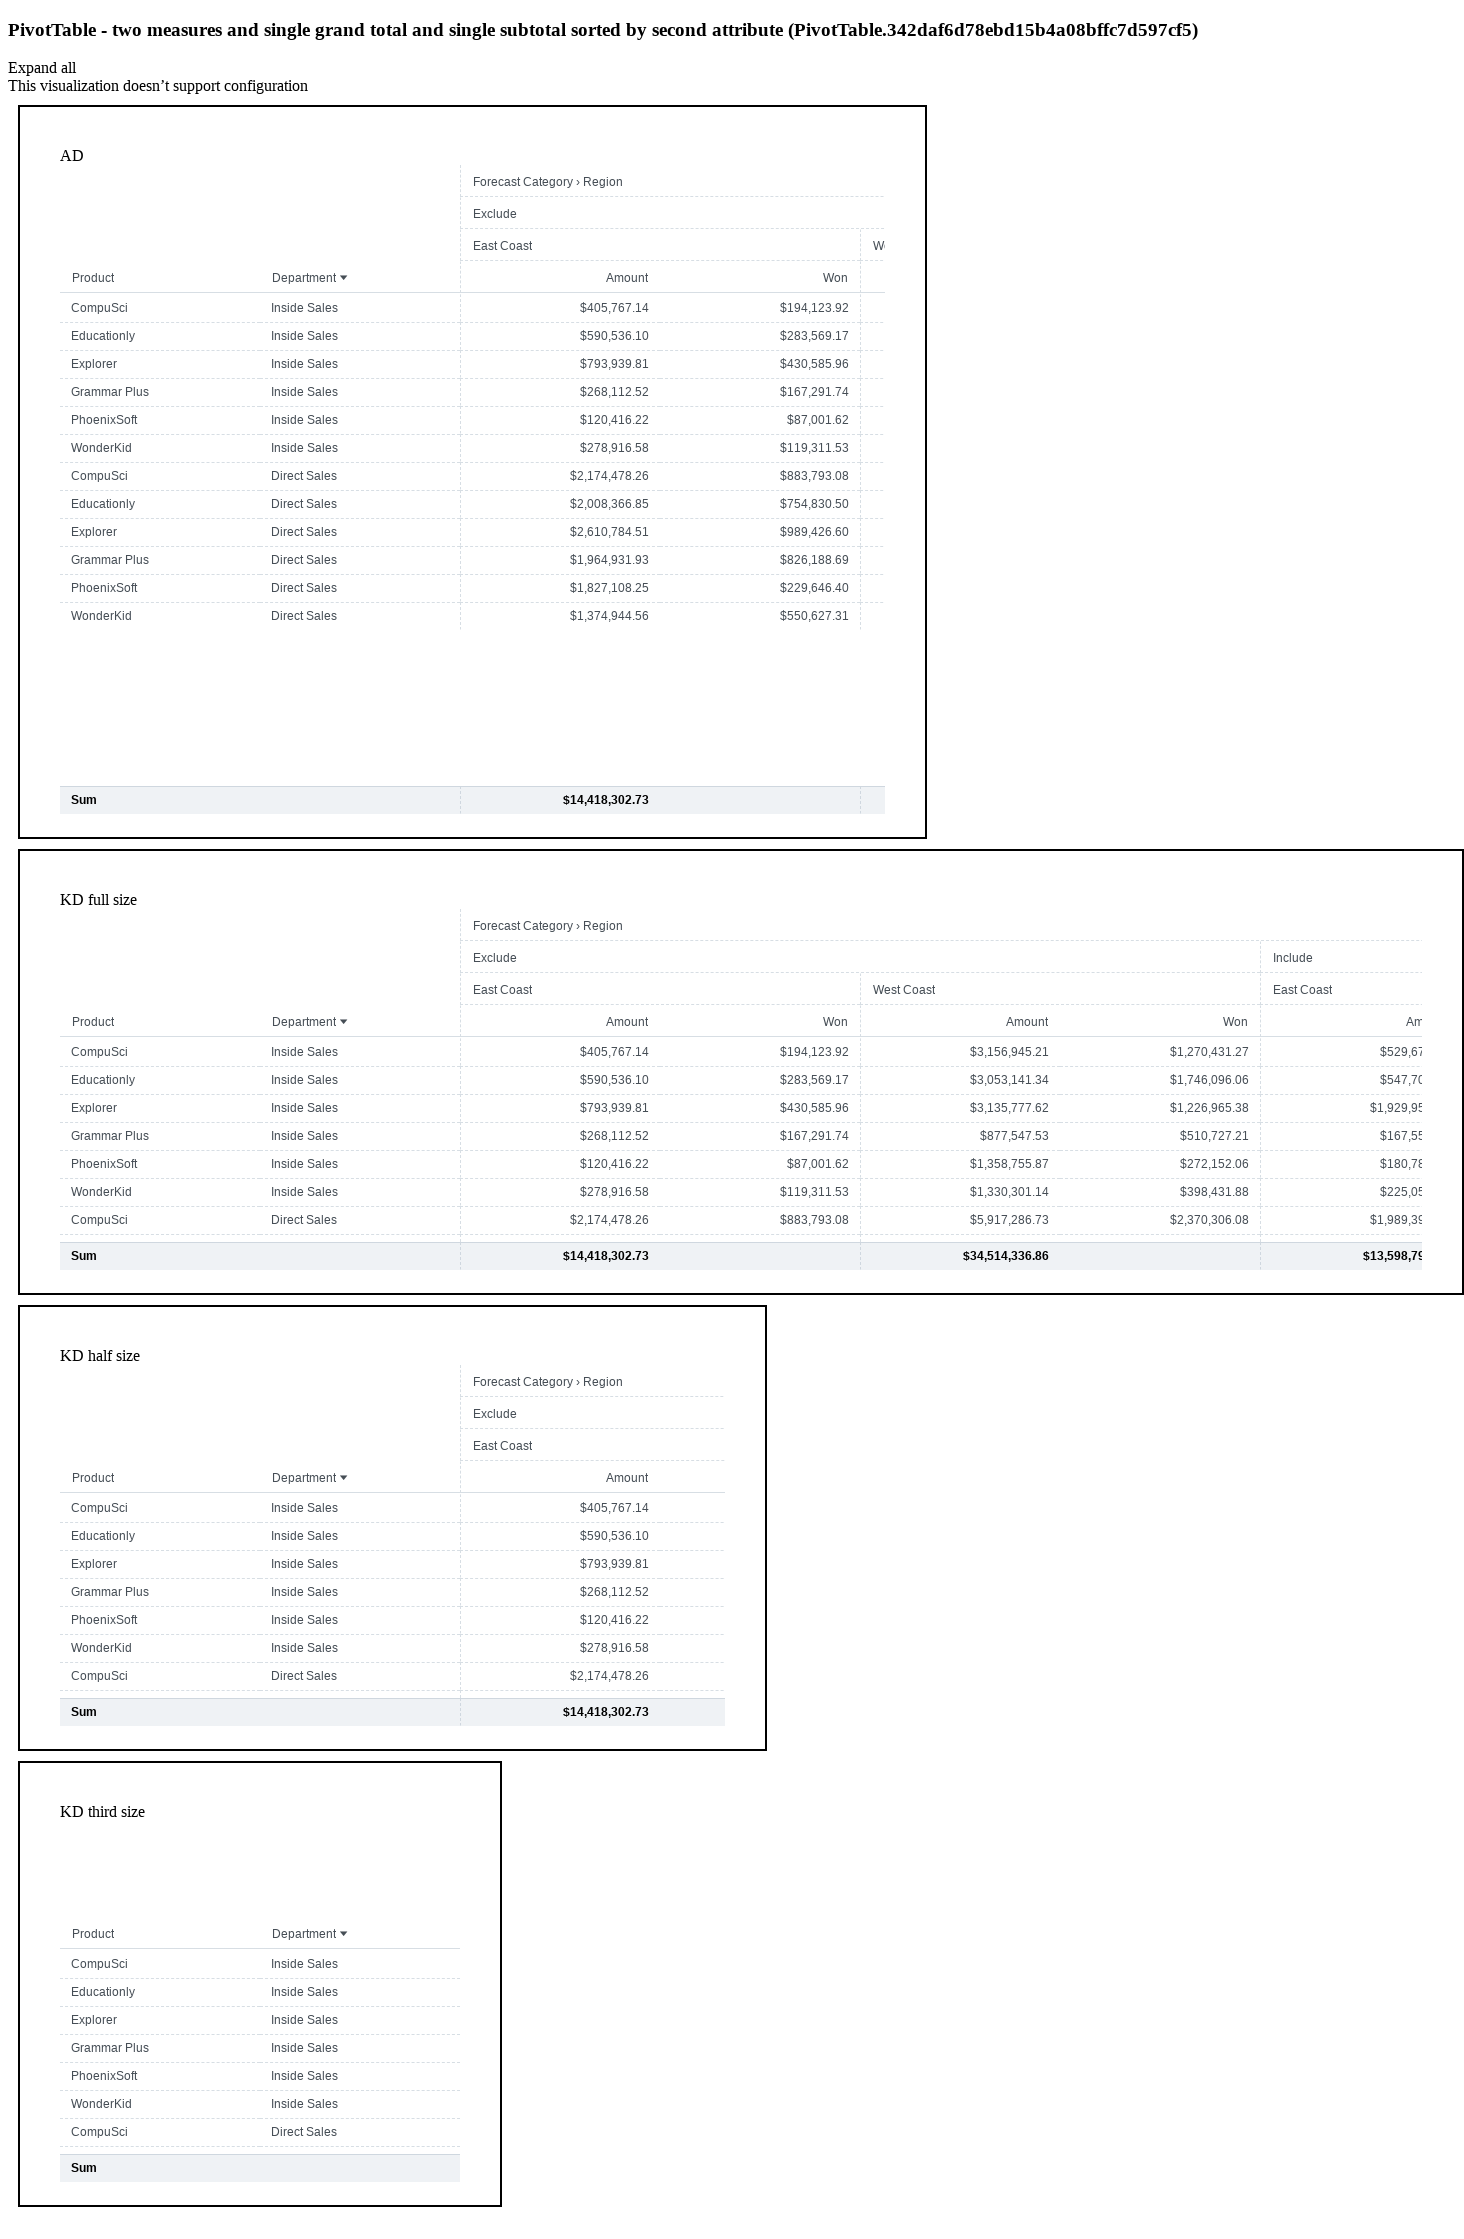 PivotTable - two measures and single grand total and single subtotal sorted by second attribute (PivotTable.342daf6d78ebd15b4a08bffc7d597cf5)
Expand all
This visualization doesn’t support configuration
AD
Forecast Category › Region
Exclude
East Coast
Product Department Amount Won
CompuSci Inside Sales $405,767.14 $194,123.92
Educationly Inside Sales $590,536.10 $283,569.17
Explorer Inside Sales $793,939.81 $430,585.96
Grammar Plus Inside Sales $268,112.52 $167,291.74
PhoenixSoft Inside Sales $120,416.22 $87,001.62
WonderKid Inside Sales $278,916.58 $119,311.53
CompuSci Direct Sales $2,174,478.26 $883,793.08
Educationly Direct Sales $2,008,366.85 $754,830.50
Explorer Direct Sales $2,610,784.51 $989,426.60
Grammar Plus Direct Sales $1,964,931.93 $826,188.69
PhoenixSoft Direct Sales $1,827,108.25 $229,646.40
WonderKid Direct Sales $1,374,944.56 $550,627.31
Sum $14,418,302.73
KD full size
Forecast Category › Region
Exclude Include
East Coast West Coast East Coast
Product Department Amount Won Amount Won Am
CompuSci Inside Sales $405,767.14 $194,123.92 $3,156,945.21 $1,270,431.27 $529,67
Educationly Inside Sales $590,536.10 $283,569.17 $3,053,141.34 $1,746,096.06 $547,70
Explorer Inside Sales $793,939.81 $430,585.96 $3,135,777.62 $1,226,965.38 $1,929,95
Grammar Plus Inside Sales $268,112.52 $167,291.74 $877,547.53 $510,727.21 $167,55
PhoenixSoft Inside Sales $120,416.22 $87,001.62 $1,358,755.87 $272,152.06 $180,78
WonderKid Inside Sales $278,916.58 $119,311.53 $1,330,301.14 $398,431.88 $225,05
CompuSci Direct Sales $2,174,478.26 $883,793.08 $5,917,286.73 $2,370,306.08 $1,989,39
Sum $14,418,302.73 $34,514,336.86 $13,598,79
KD half size
Forecast Category › Region
Exclude
East Coast
Product Department Amount
CompuSci Inside Sales $405,767.14
Educationly Inside Sales $590,536.10
Explorer Inside Sales $793,939.81
Grammar Plus Inside Sales $268,112.52
PhoenixSoft Inside Sales $120,416.22
WonderKid Inside Sales $278,916.58
CompuSci Direct Sales $2,174,478.26
Sum $14,418,302.73
KD third size
Product Department
CompuSci Inside Sales
Educationly Inside Sales
Explorer Inside Sales
Grammar Plus Inside Sales
PhoenixSoft Inside Sales
WonderKid Inside Sales
CompuSci Direct Sales
Sum